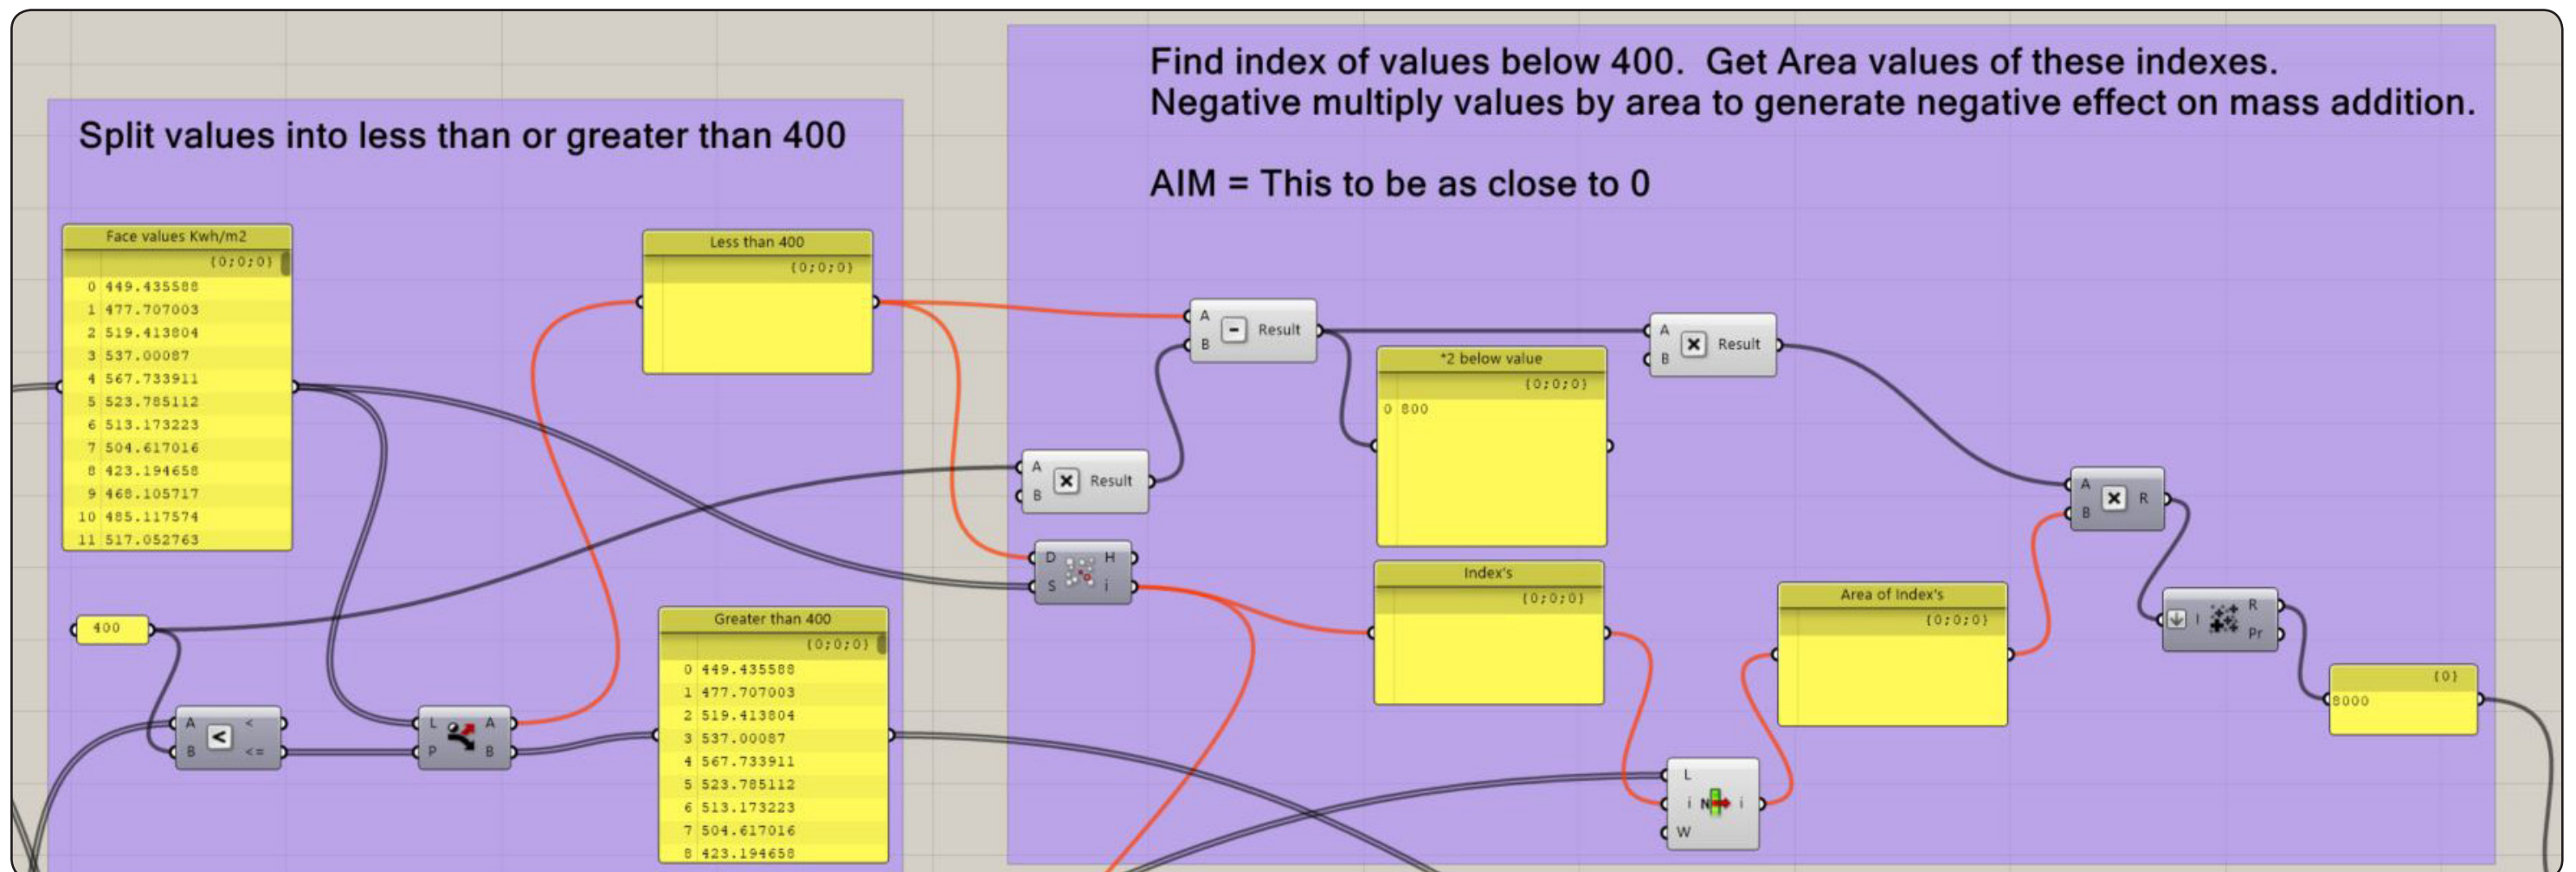 Split values into less than or greater than 400
Face values Kwh/m2
{0;0;0}
0 449.435588
1 477.707003
2 519.413804
3 537.00087
4 567.733911
5 523.785112
6 513.173223
7 504.617016
8 423.194658
9 468.105717
10 485.117574
11 517.052763
Less than 400
{0;0;0}
400
A <
B <=
L A
P B
Greater than 400
{0;0;0}
0 449.435588
1 477.707003
2 519.413804
3 537.00087
4 567.733911
5 523.785112
6 513.173223
7 504.617016
8 423.194658
Find index of values below 400. Get Area values of these indexes.
Negative multiply values by area to generate negative effect on mass addition.
AIM = This to be as close to 0
A - Result
B
A × Result
B
D H
S i
*2 below value
{0;0;0}
0 800
Index's
{0;0;0}
A × Result
B
L
i N i
W
Area of Index's
{0;0;0}
A × R
B
I R
Pr
{0}
8000